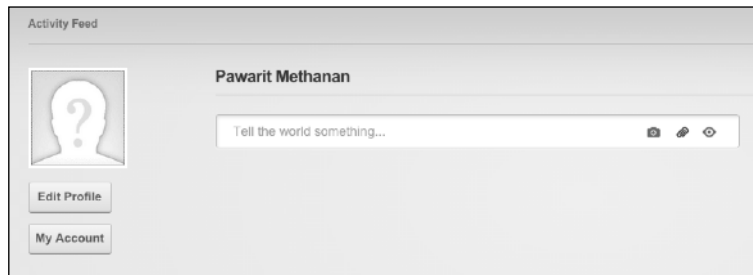 Activity Feed
Pawarit Methanan
Tell the world something...
Edit Profile
My Account